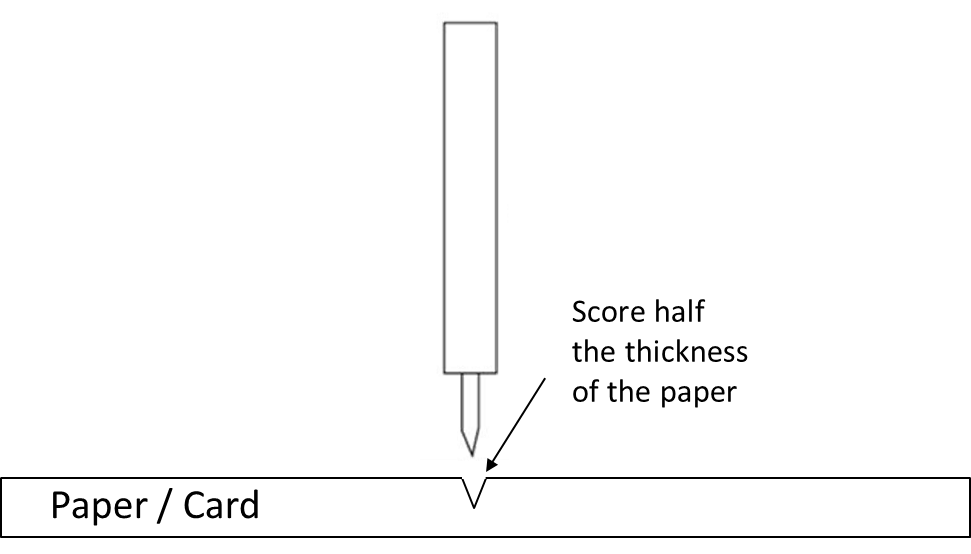 Score half
the thickness
of the paper
Paper / Card